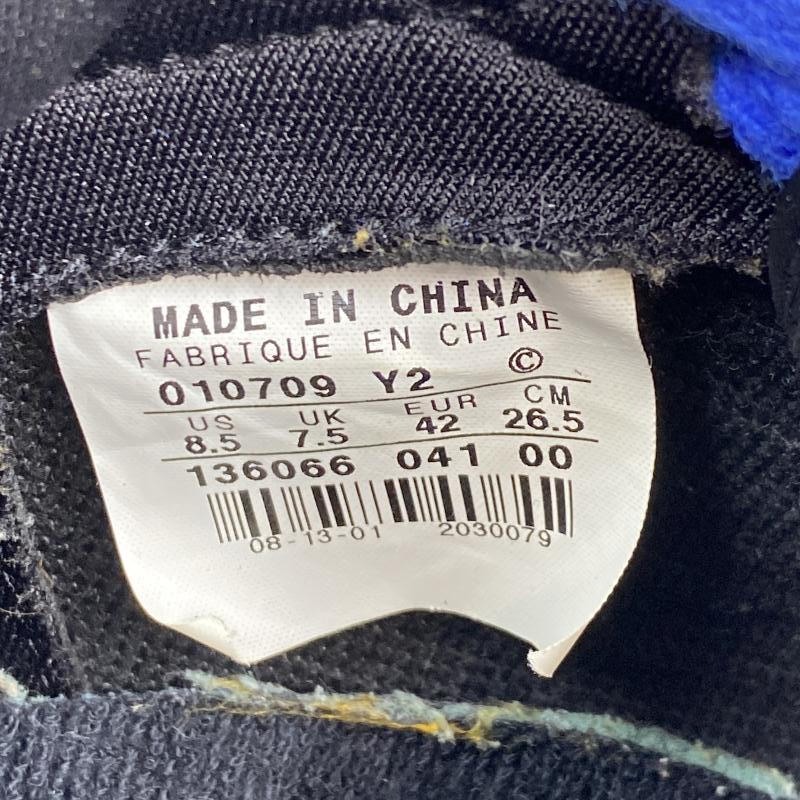 MADE IN CHINA
FABRIQUE EN CHINE
010709 Y2 ©
US UK EUR CM
8.5 7.5 42 26.5
136066 041 00
08-13-01 2030079